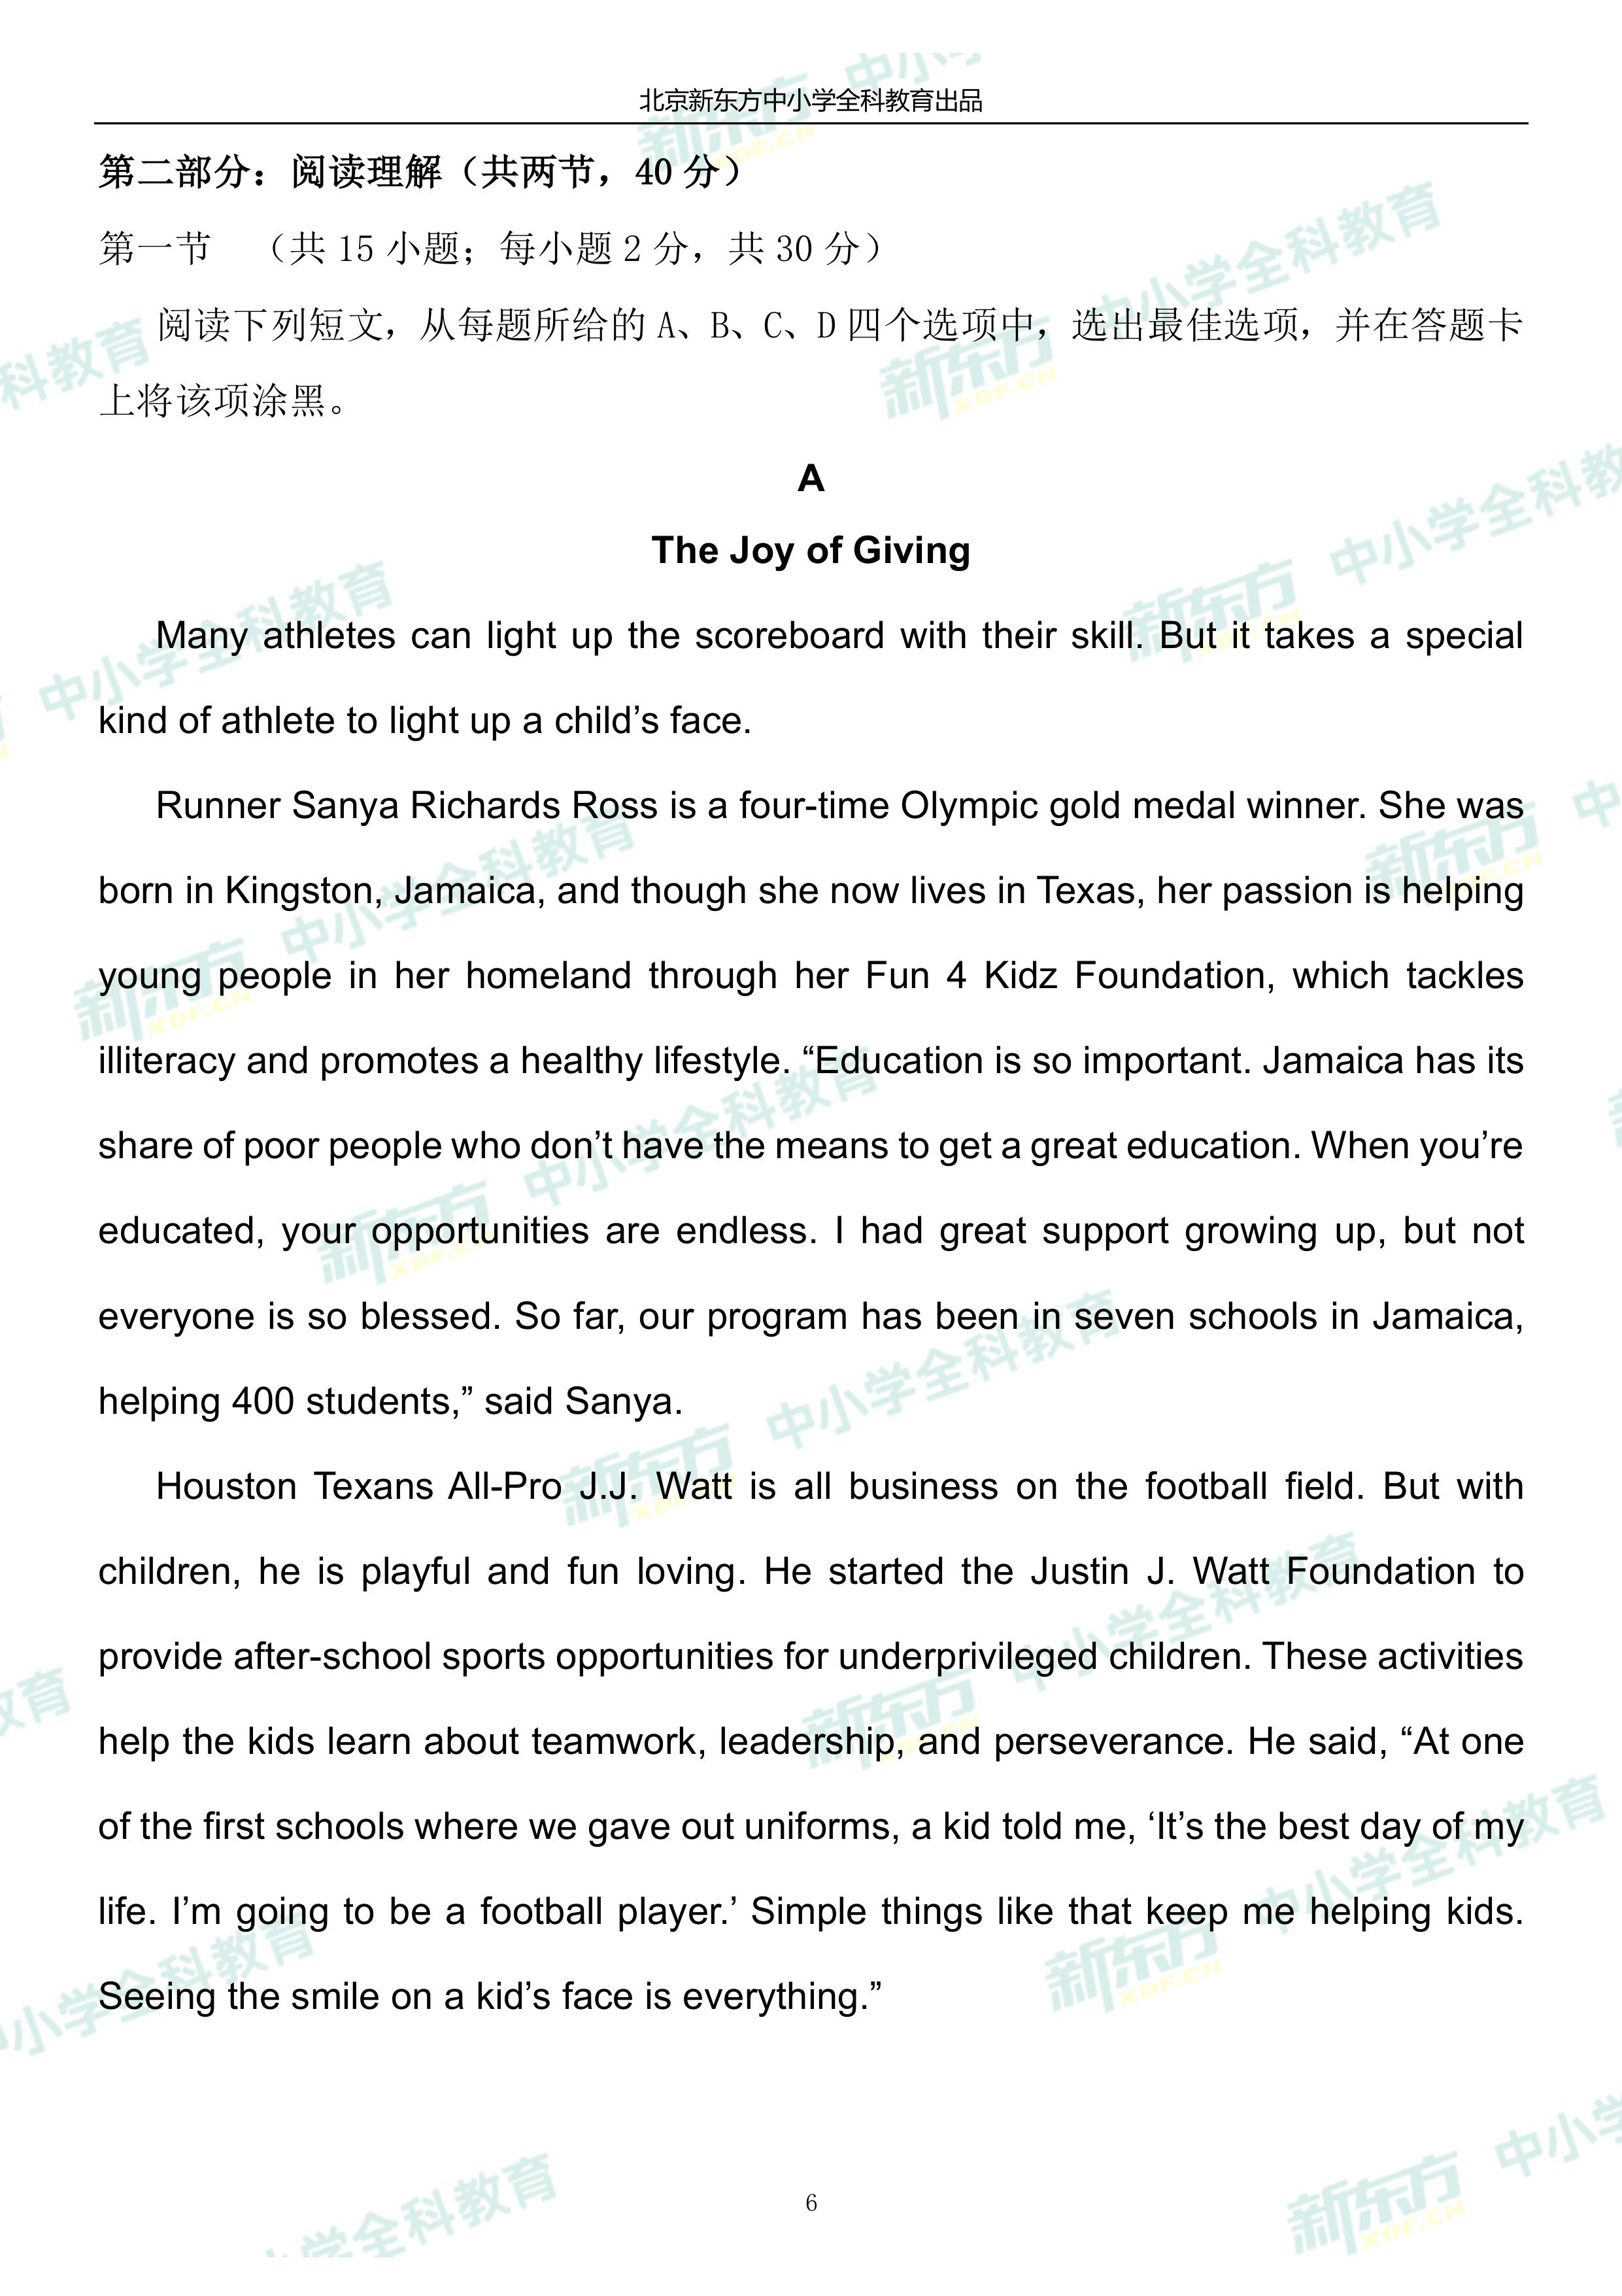 北京新东方中小学全科教育出品
第二部分：阅读理解（共两节，40 分）
第一节 （共 15 小题；每小题 2 分，共 30 分）
阅读下列短文，从每题所给的 A、B、C、D 四个选项中，选出最佳选项，并在答题卡
上将该项涂黑。
A
The Joy of Giving
Many athletes can light up the scoreboard with their skill. But it takes a special
kind of athlete to light up a child’s face.
Runner Sanya Richards Ross is a four-time Olympic gold medal winner. She was
born in Kingston, Jamaica, and though she now lives in Texas, her passion is helping
young people in her homeland through her Fun 4 Kidz Foundation, which tackles
illiteracy and promotes a healthy lifestyle. “Education is so important. Jamaica has its
share of poor people who don’t have the means to get a great education. When you’re
educated, your opportunities are endless. I had great support growing up, but not
everyone is so blessed. So far, our program has been in seven schools in Jamaica,
helping 400 students,” said Sanya.
Houston Texans All-Pro J.J. Watt is all business on the football field. But with
children, he is playful and fun loving. He started the Justin J. Watt Foundation to
provide after-school sports opportunities for underprivileged children. These activities
help the kids learn about teamwork, leadership, and perseverance. He said, “At one
of the first schools where we gave out uniforms, a kid told me, ‘It’s the best day of my
life. I’m going to be a football player.’ Simple things like that keep me helping kids.
Seeing the smile on a kid’s face is everything.”
6
新东方 XDF.CN 中小学全科教育